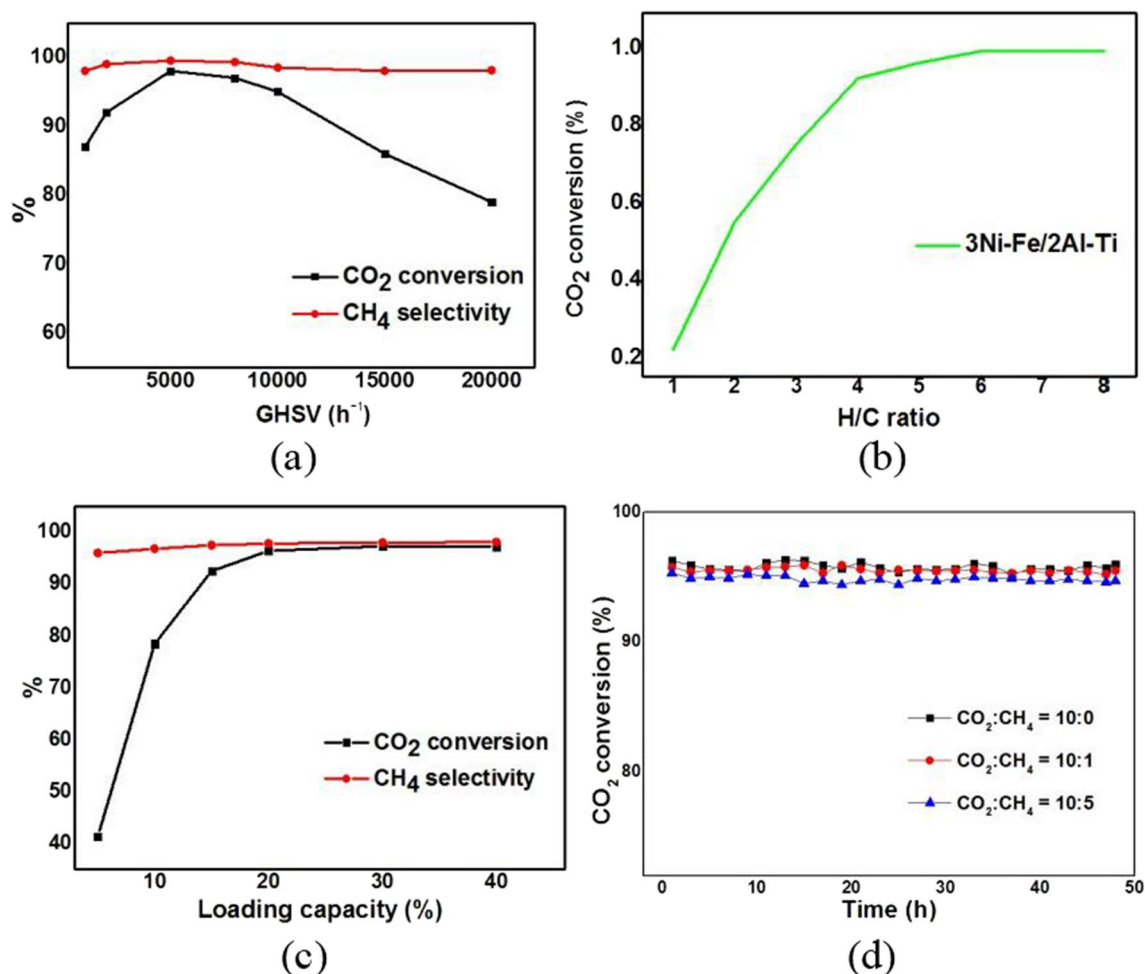 100
90
80
70
60
%
5000 10000 15000 20000
GHSV (h⁻¹)
CO₂ conversion
CH₄ selectivity
(a)
1.0
0.8
0.6
0.4
0.2
CO₂ conversion (%)
1 2 3 4 5 6 7 8
H/C ratio
3Ni-Fe/2Al-Ti
(b)
100
90
80
70
60
50
40
%
10 20 30 40
Loading capacity (%)
CO₂ conversion
CH₄ selectivity
(c)
100
90
80
CO₂ conversion (%)
0 10 20 30 40 50
Time (h)
CO₂:CH₄ = 10:0
CO₂:CH₄ = 10:1
CO₂:CH₄ = 10:5
(d)